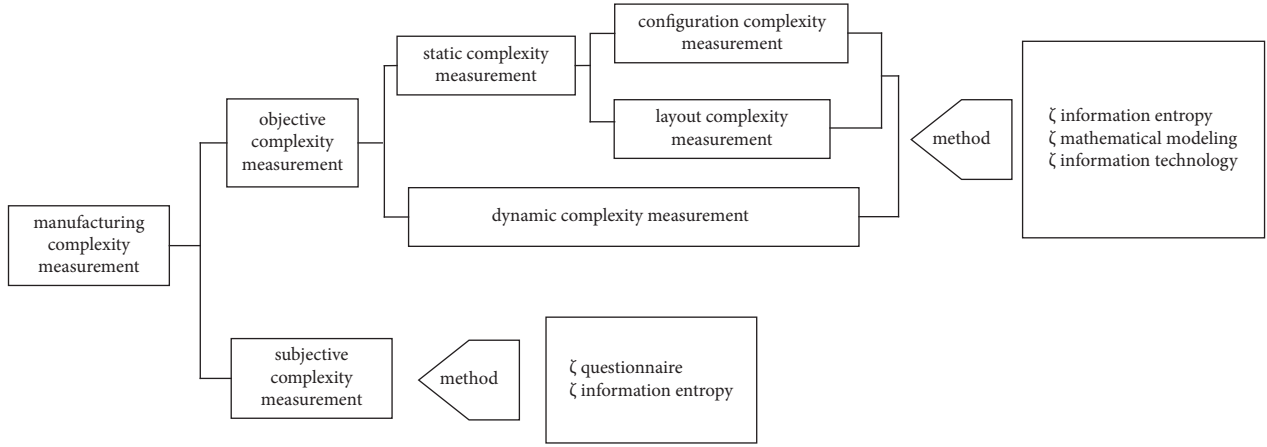 manufacturing
complexity
measurement
objective
complexity
measurement
static complexity
measurement
configuration complexity
measurement
layout complexity
measurement
dynamic complexity measurement
method
ζ information entropy
ζ mathematical modeling
ζ information technology
subjective
complexity
measurement
method
ζ questionnaire
ζ information entropy